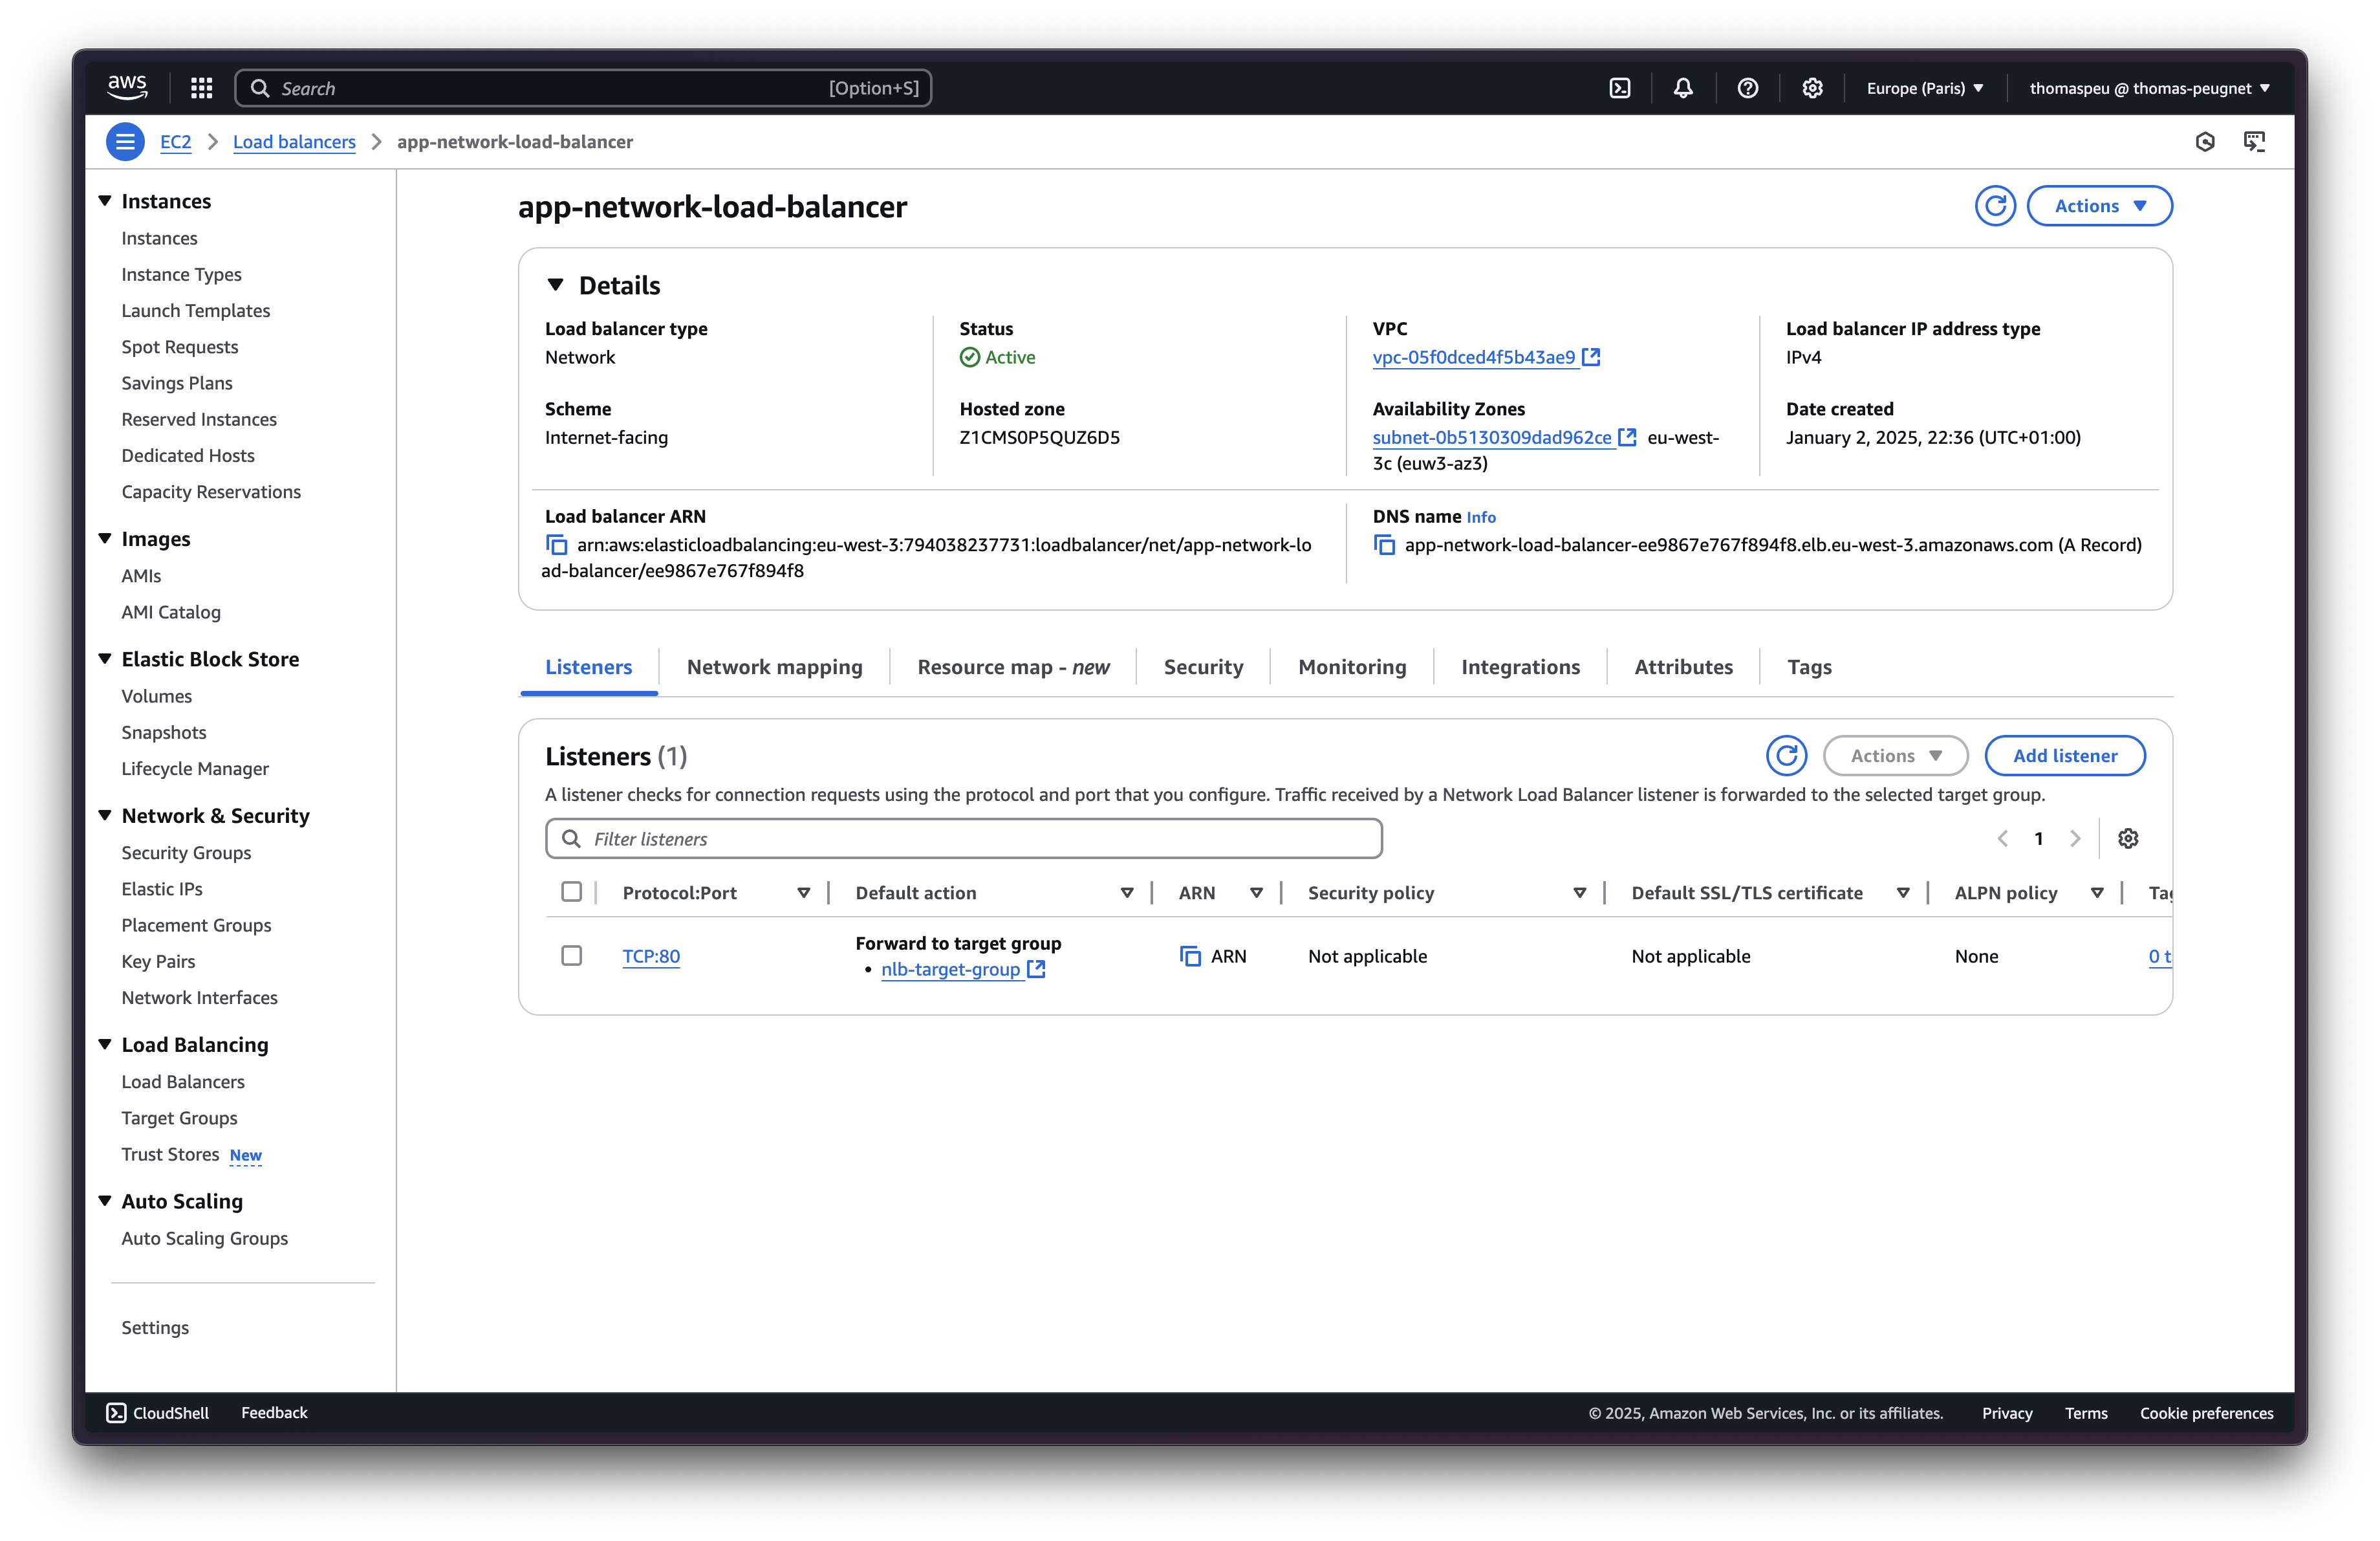 aws
Search [Option+S]
Europe (Paris)
thomaspeu @ thomas-peugnet
EC2
Load balancers
app-network-load-balancer
Instances
Instances
Instance Types
Launch Templates
Spot Requests
Savings Plans
Reserved Instances
Dedicated Hosts
Capacity Reservations
Images
AMIs
AMI Catalog
Elastic Block Store
Volumes
Snapshots
Lifecycle Manager
Network & Security
Security Groups
Elastic IPs
Placement Groups
Key Pairs
Network Interfaces
Load Balancing
Load Balancers
Target Groups
Trust Stores New
Auto Scaling
Auto Scaling Groups
Settings
app-network-load-balancer
Actions
Details
Load balancer type
Network
Status
Active
VPC
vpc-05f0dced4f5b43ae9
Load balancer IP address type
IPv4
Scheme
Internet-facing
Hosted zone
Z1CMS0P5QUZ6D5
Availability Zones
subnet-0b5130309dad962ce eu-west-
3c (euw3-az3)
Date created
January 2, 2025, 22:36 (UTC+01:00)
Load balancer ARN
arn:aws:elasticloadbalancing:eu-west-3:794038237731:loadbalancer/net/app-network-lo
ad-balancer/ee9867e767f894f8
DNS name Info
app-network-load-balancer-ee9867e767f894f8.elb.eu-west-3.amazonaws.com (A Record)
Listeners
Network mapping
Resource map - new
Security
Monitoring
Integrations
Attributes
Tags
Listeners (1)
Actions
Add listener
A listener checks for connection requests using the protocol and port that you configure. Traffic received by a Network Load Balancer listener is forwarded to the selected target group.
Filter listeners
1
Protocol:Port
Default action
ARN
Security policy
Default SSL/TLS certificate
ALPN policy
Tag
TCP:80
Forward to target group
• nlb-target-group
ARN
Not applicable
Not applicable
None
0 t
CloudShell
Feedback
© 2025, Amazon Web Services, Inc. or its affiliates.
Privacy
Terms
Cookie preferences